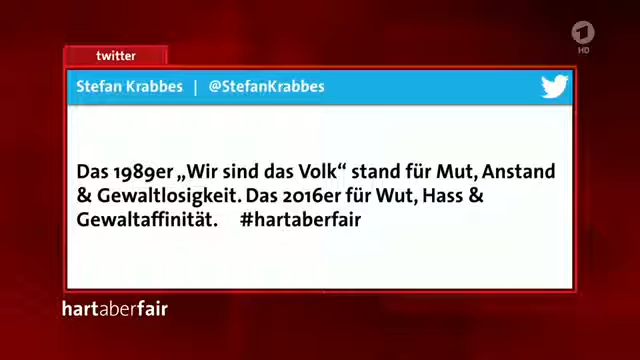 1
HD
twitter
Stefan Krabbes | @StefanKrabbes
Das 1989er „Wir sind das Volk“ stand für Mut, Anstand
& Gewaltlosigkeit. Das 2016er für Wut, Hass &
Gewaltaffinität. #hartaberfair
hartaberfair